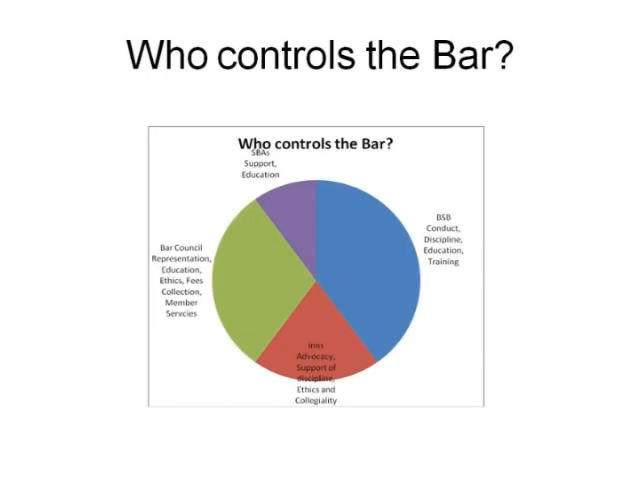 Who controls the Bar?
Who controls the Bar?
SBAs
Support,
Education
BSB
Conduct,
Discipline,
Education,
Training
Bar Council
Representation,
Education,
Ethics, Fees
Collection,
Member
Servcies
Inns
Advocacy,
Support of
discipline,
Ethics and
Collegiality